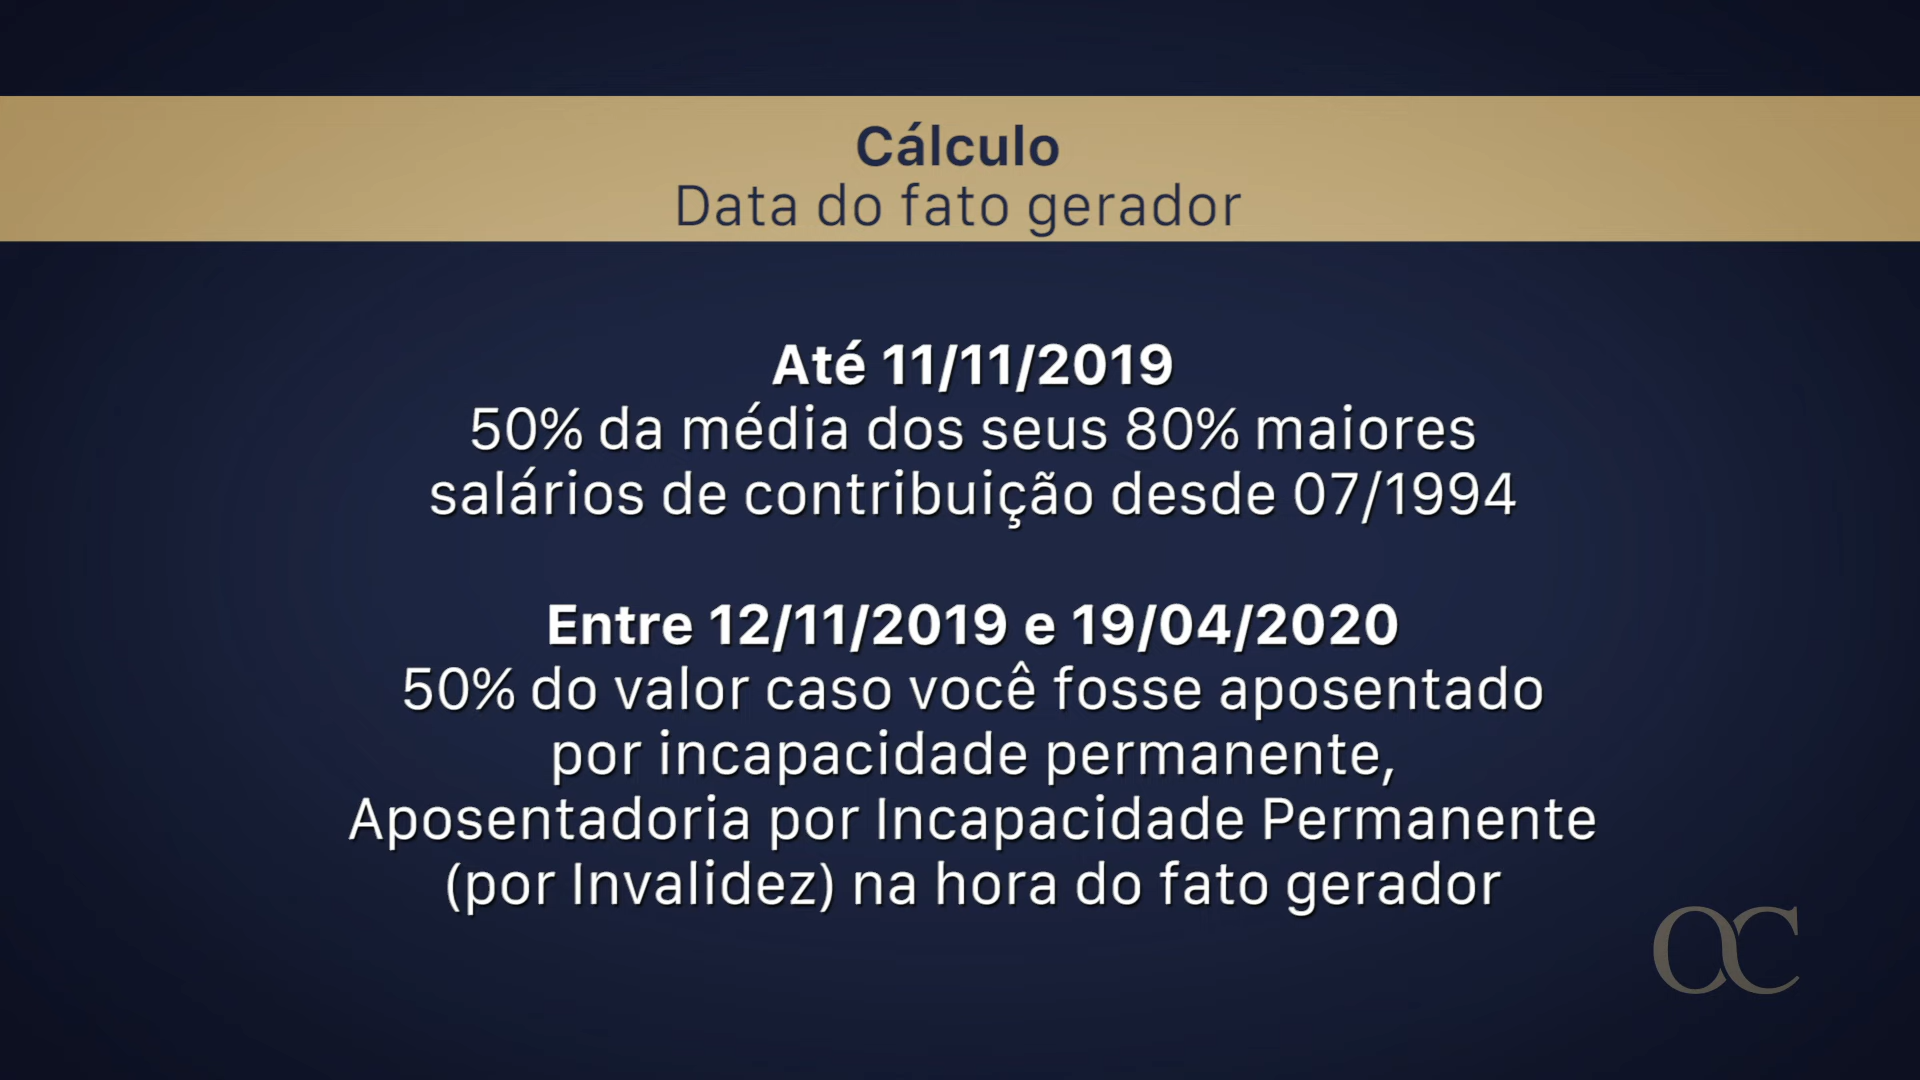 Cálculo
Data do fato gerador
Até 11/11/2019
50% da média dos seus 80% maiores
salários de contribuição desde 07/1994
Entre 12/11/2019 e 19/04/2020
50% do valor caso você fosse aposentado
por incapacidade permanente,
Aposentadoria por Incapacidade Permanente
(por Invalidez) na hora do fato gerador
OC